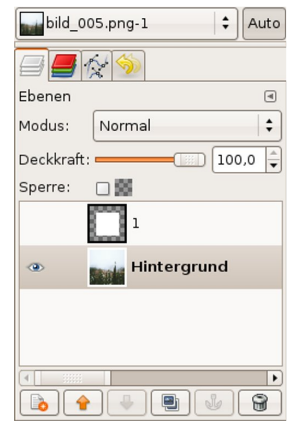 bild_005.png-1 Auto
Ebenen
Modus: Normal
Deckkraft: 100,0
Sperre:
1
Hintergrund